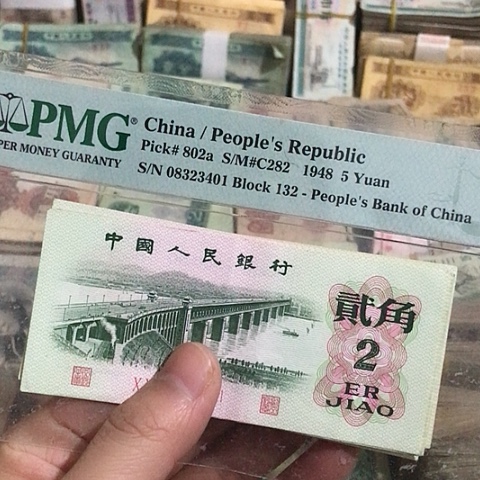 PMG®
PER MONEY GUARANTY
China / People's Republic
Pick# 802a S/M#C282 1948 5 Yuan
S/N 08323401 Block 132 - People's Bank of China
中國人民銀行
貳角
2
ER
JIAO